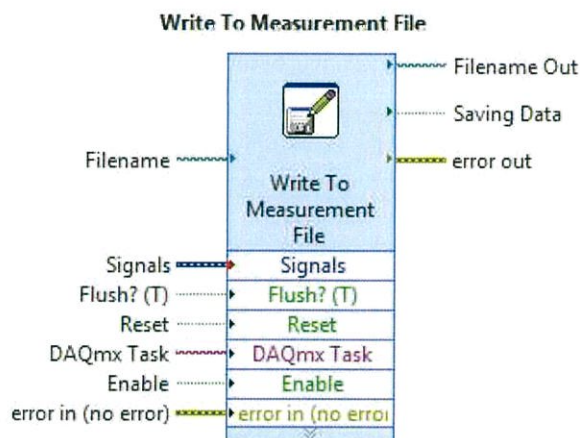 Write To Measurement File
Filename Out
Saving Data
Filename
error out
Write To
Measurement
File
Signals Signals
Flush? (T) Flush? (T)
Reset Reset
DAQmx Task DAQmx Task
Enable Enable
error in (no error) error in (no erroi